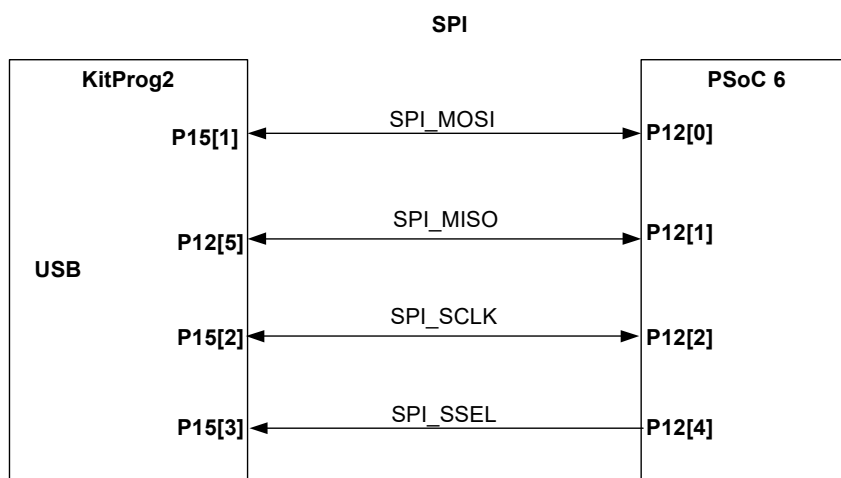 SPI
KitProg2
PSoC 6
P15[1]
SPI_MOSI
P12[0]
P12[5]
SPI_MISO
P12[1]
USB
P15[2]
SPI_SCLK
P12[2]
P15[3]
SPI_SSEL
P12[4]